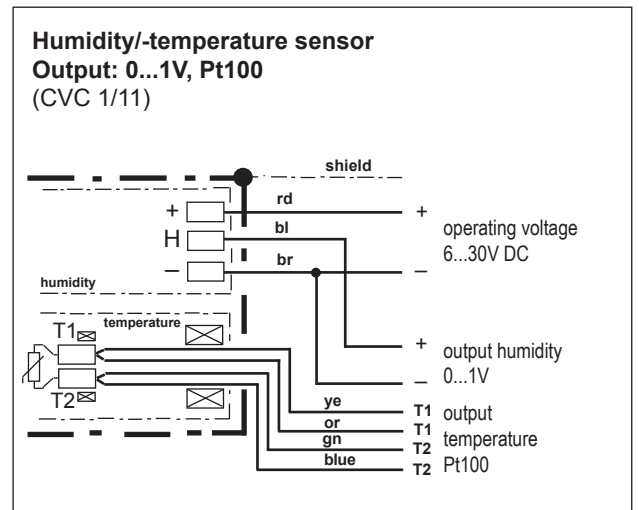 Humidity/-temperature sensor
Output: 0...1V, Pt100
(CVC 1/11)
shield
+ rd +
H bl
operating voltage
6...30V DC
– br –
humidity
temperature
T1
T2
+ output humidity
– 0...1V
ye T1 output
or T1
gn T2 temperature
blue T2 Pt100